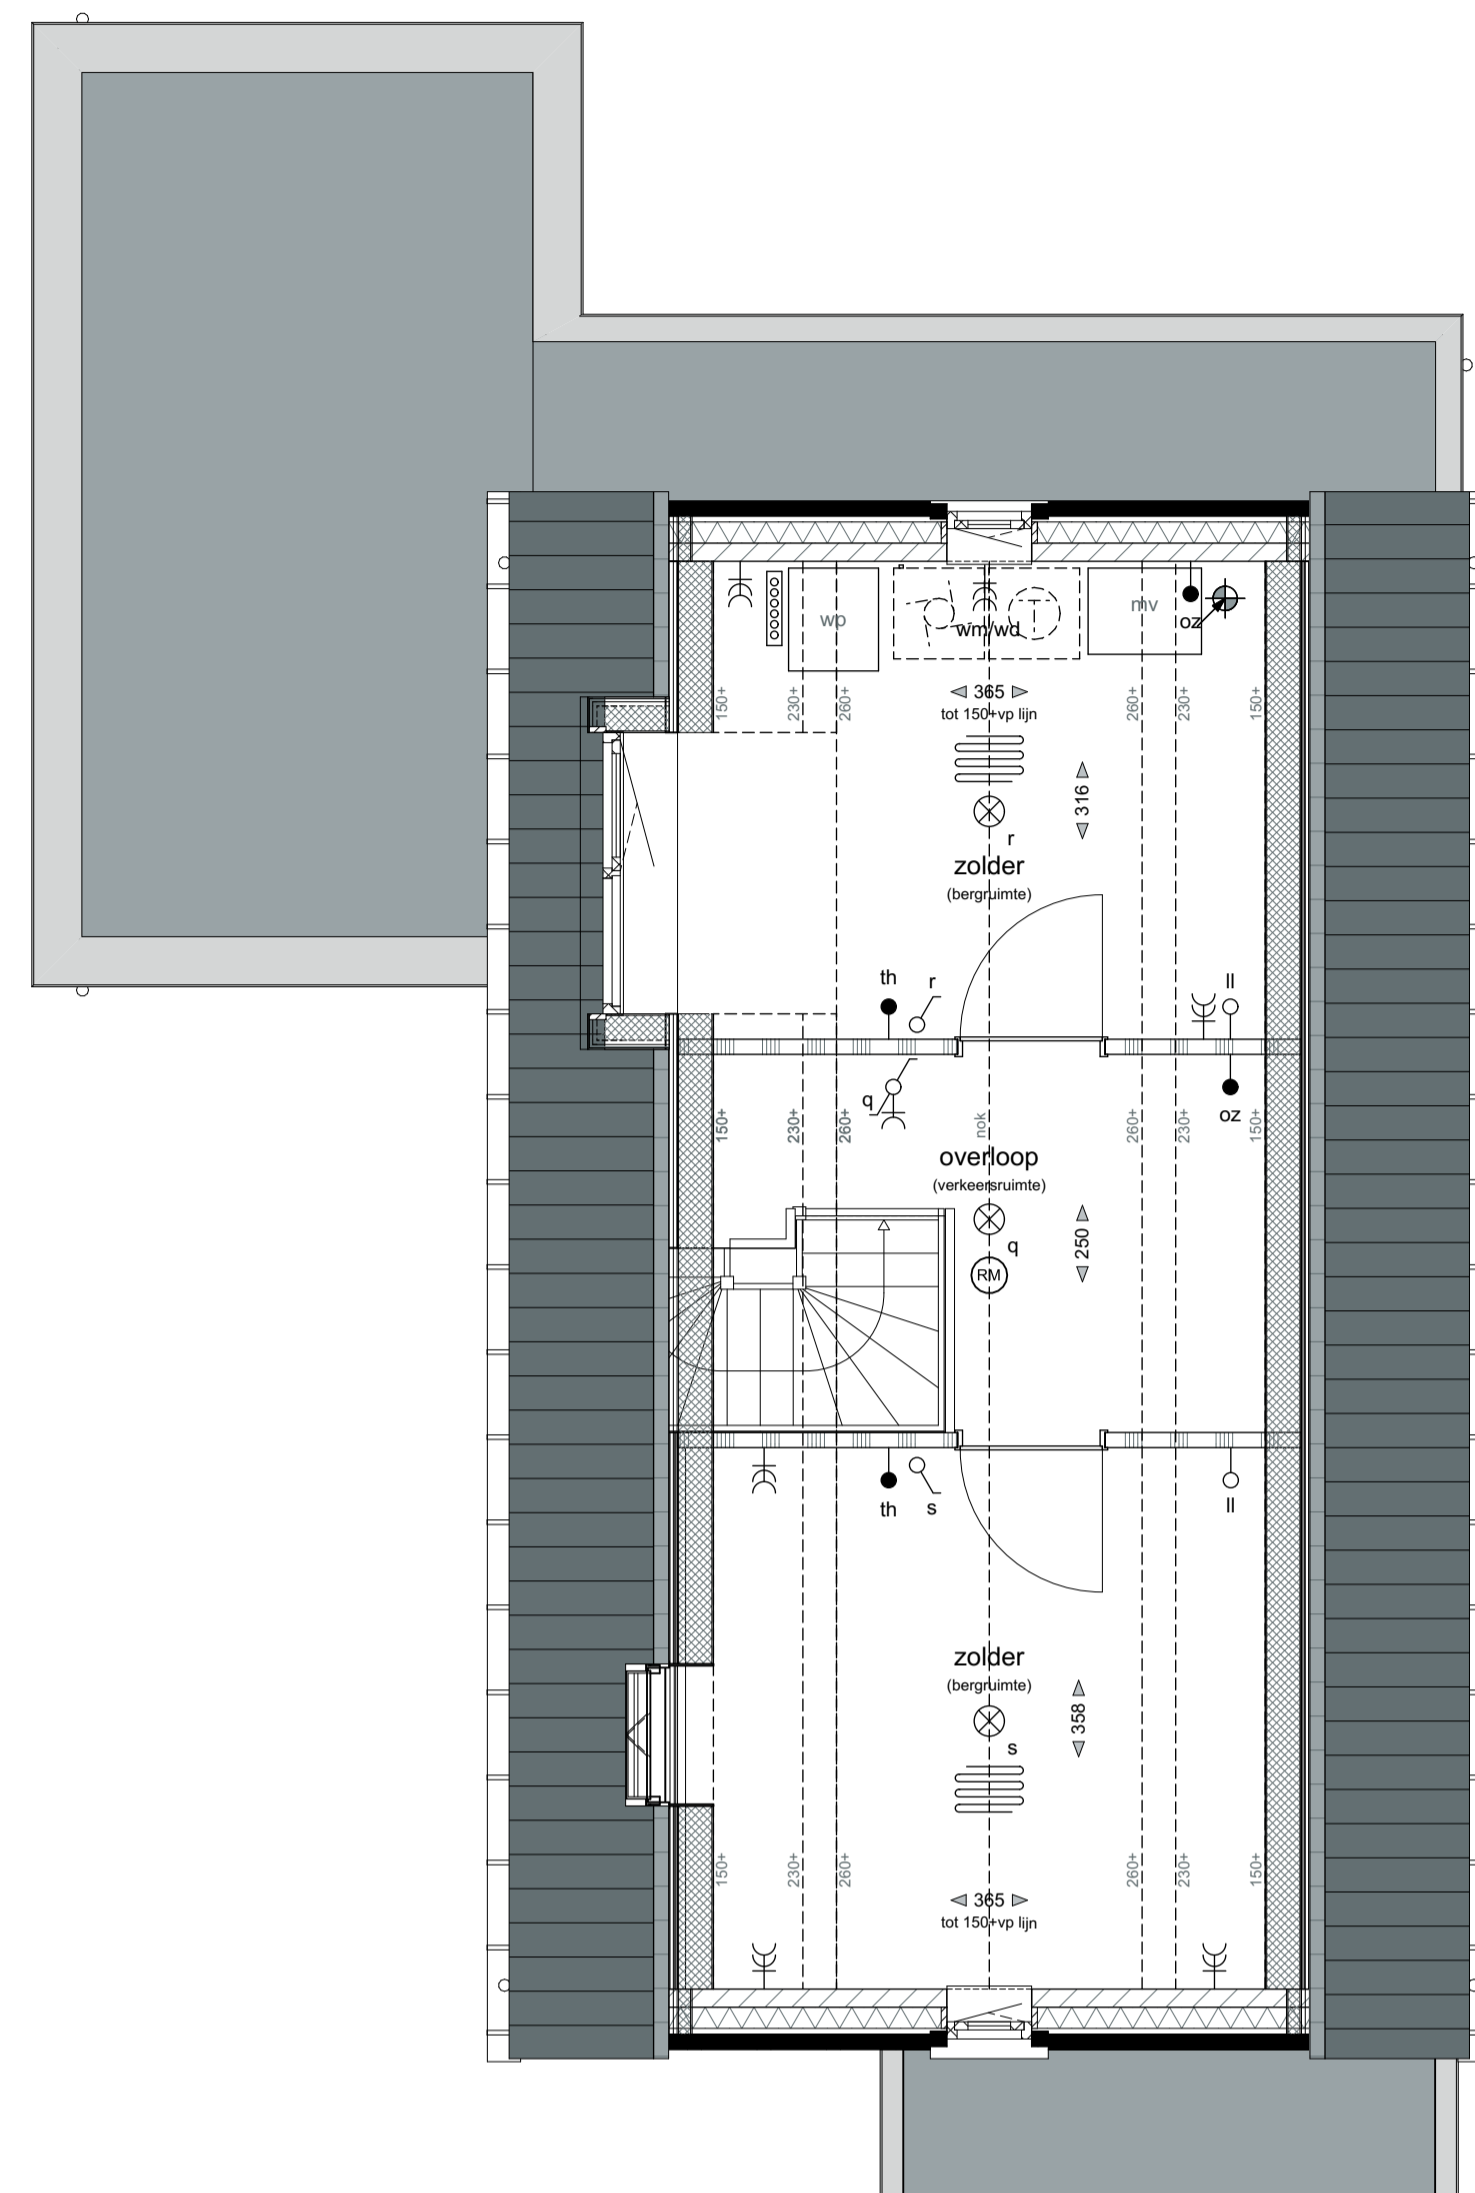 wp
wm/wd
mv
oz
365
tot 150+vp lijn
150+
230+
260+
260+
230+
150+
316
r
zolder
(bergruimte)
th
r
ll
q
oz
150+
230+
260+
nok
260+
230+
150+
overloop
(verkeersruimte)
q
250
RM
th
s
ll
zolder
(bergruimte)
s
358
150+
230+
260+
260+
230+
150+
365
tot 150+vp lijn